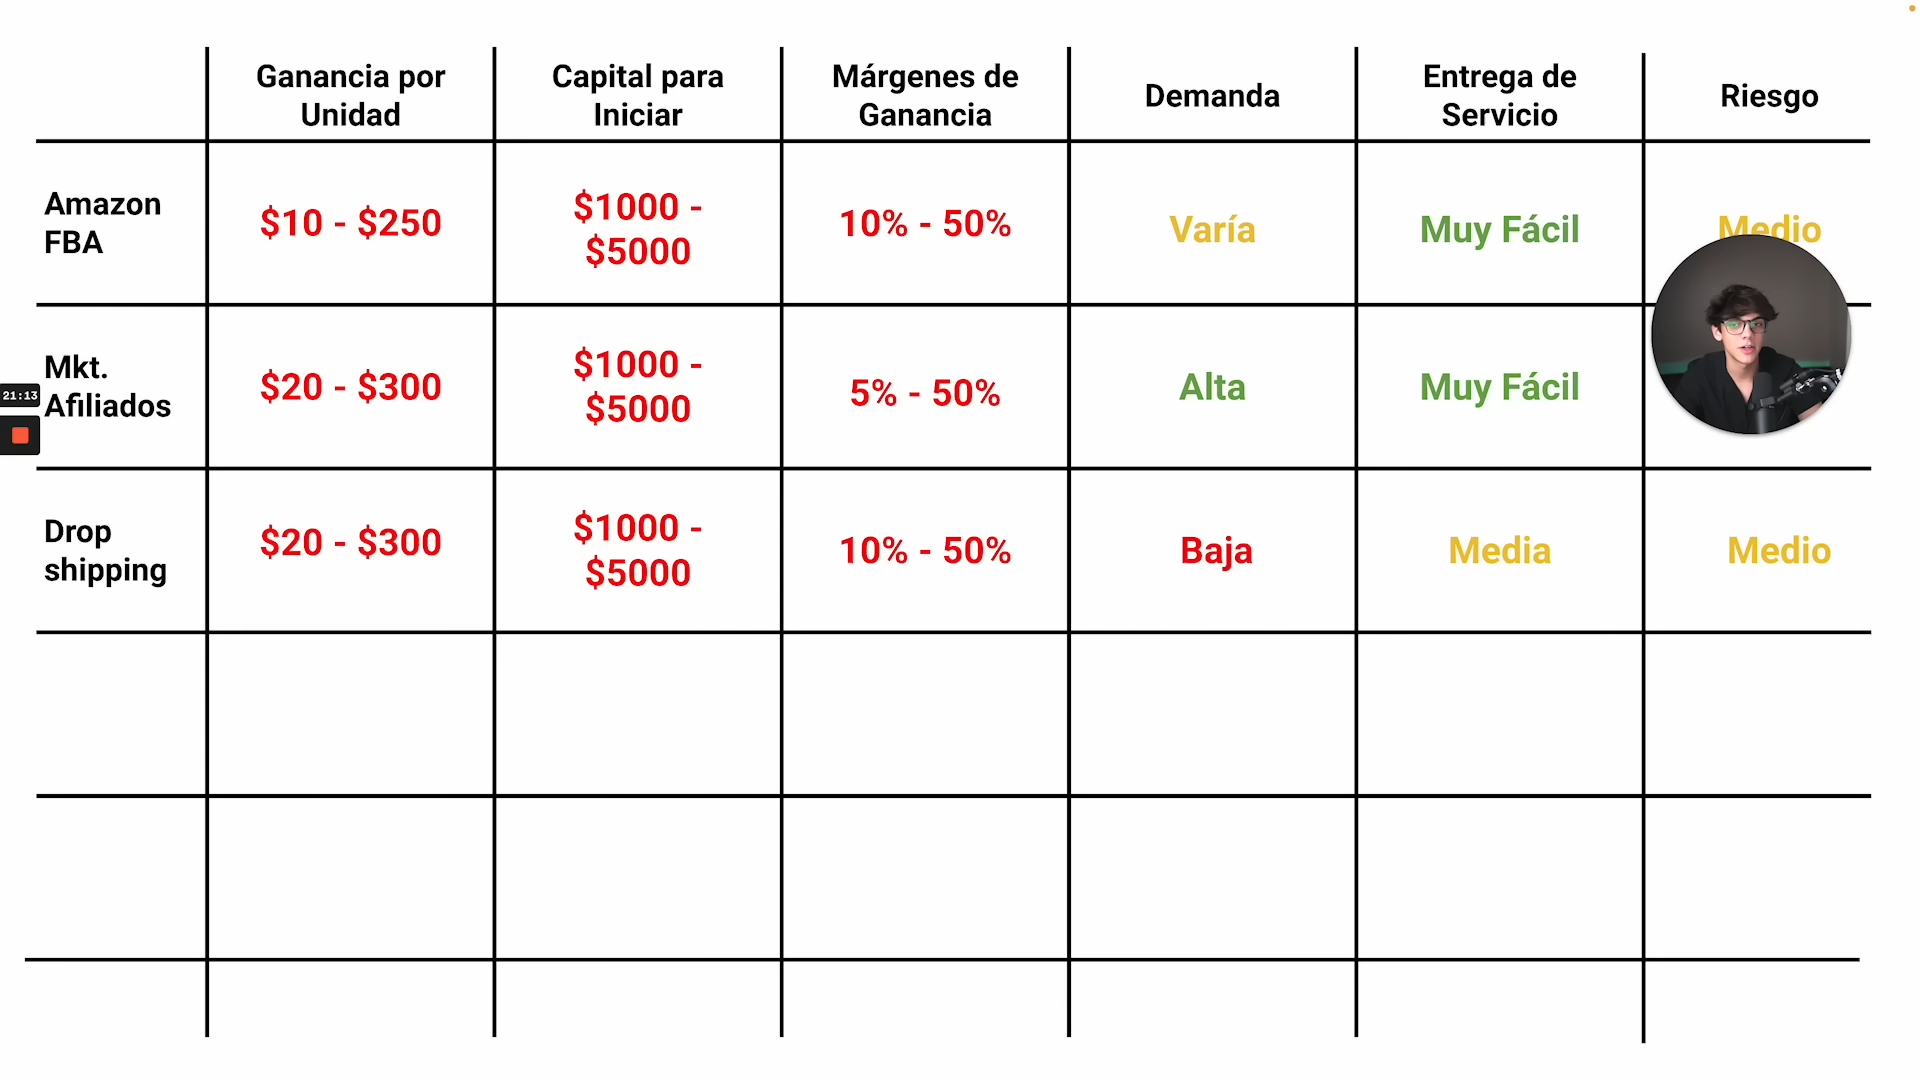 Ganancia por
Unidad
Capital para
Iniciar
Márgenes de
Ganancia
Demanda
Entrega de
Servicio
Riesgo
Amazon
FBA
$10 - $250
$1000 -
$5000
10% - 50%
Varía
Muy Fácil
Medio
Mkt.
Afiliados
$20 - $300
$1000 -
$5000
5% - 50%
Alta
Muy Fácil
21:13
Drop
shipping
$20 - $300
$1000 -
$5000
10% - 50%
Baja
Media
Medio